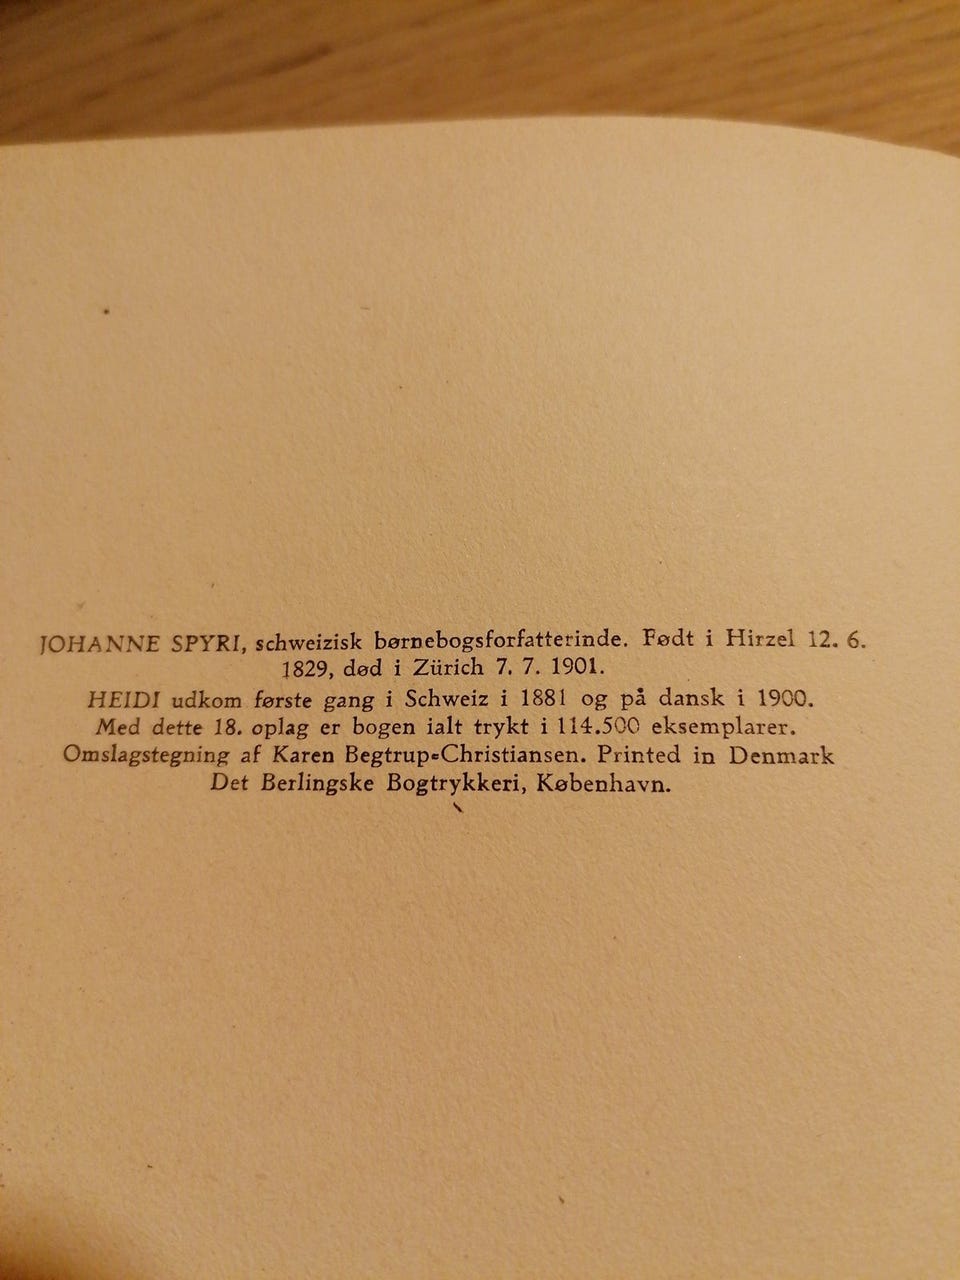 JOHANNE SPYRI, schweizisk børnebogsforfatterinde. Født i Hirzel 12. 6.
1829, død i Zürich 7. 7. 1901.
HEIDI udkom første gang i Schweiz i 1881 og på dansk i 1900.
Med dette 18. oplag er bogen ialt trykt i 114.500 eksemplarer.
Omslagstegning af Karen Begtrup-Christiansen. Printed in Denmark
Det Berlingske Bogtrykkeri, København.